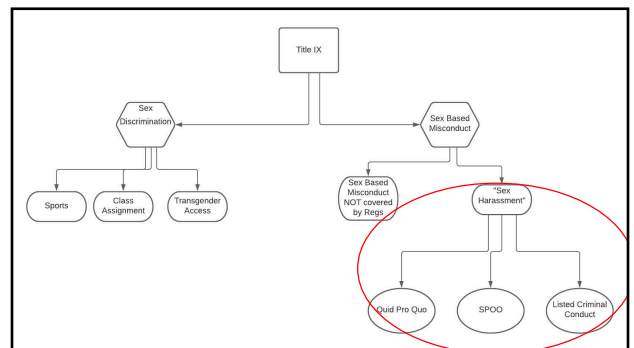 Title IX
Sex
Discrimination
Sex Based
Misconduct
Sports
Class
Assignment
Transgender
Access
Sex Based
Misconduct
NOT covered
by Regs
"Sex
Harassment"
Quid Pro Quo
SPOO
Listed Criminal
Conduct